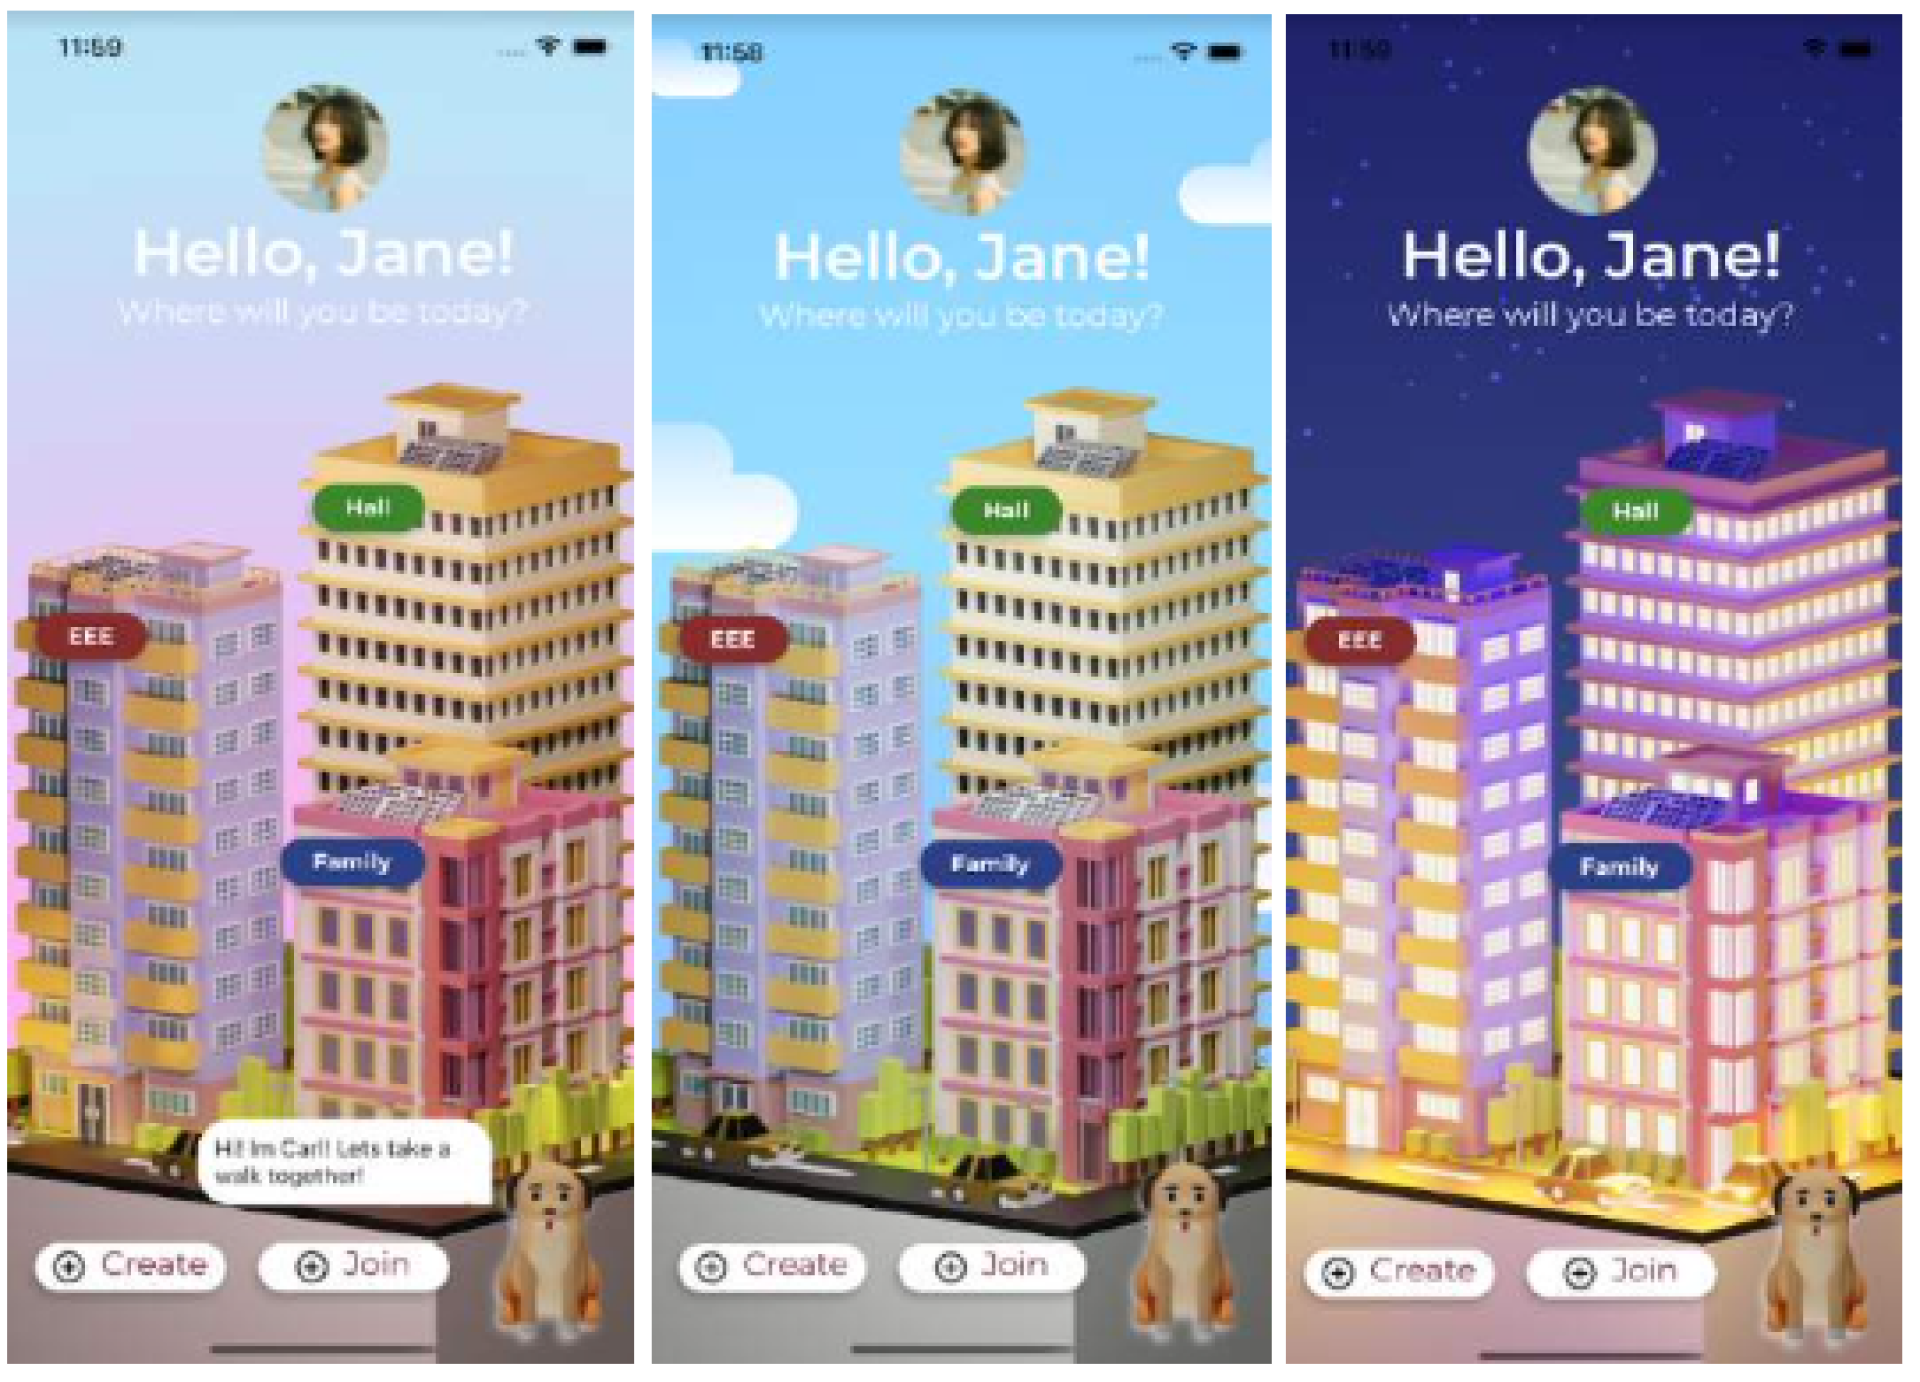 11:59
Hello, Jane!
Where will you be today?
Hall
EEE
Family
Hi! Im Carl! Lets take a
walk together!
Create
Join
11:58
Hello, Jane!
Where will you be today?
Hall
EEE
Family
Create
Join
11:59
Hello, Jane!
Where will you be today?
Hall
EEE
Family
Create
Join